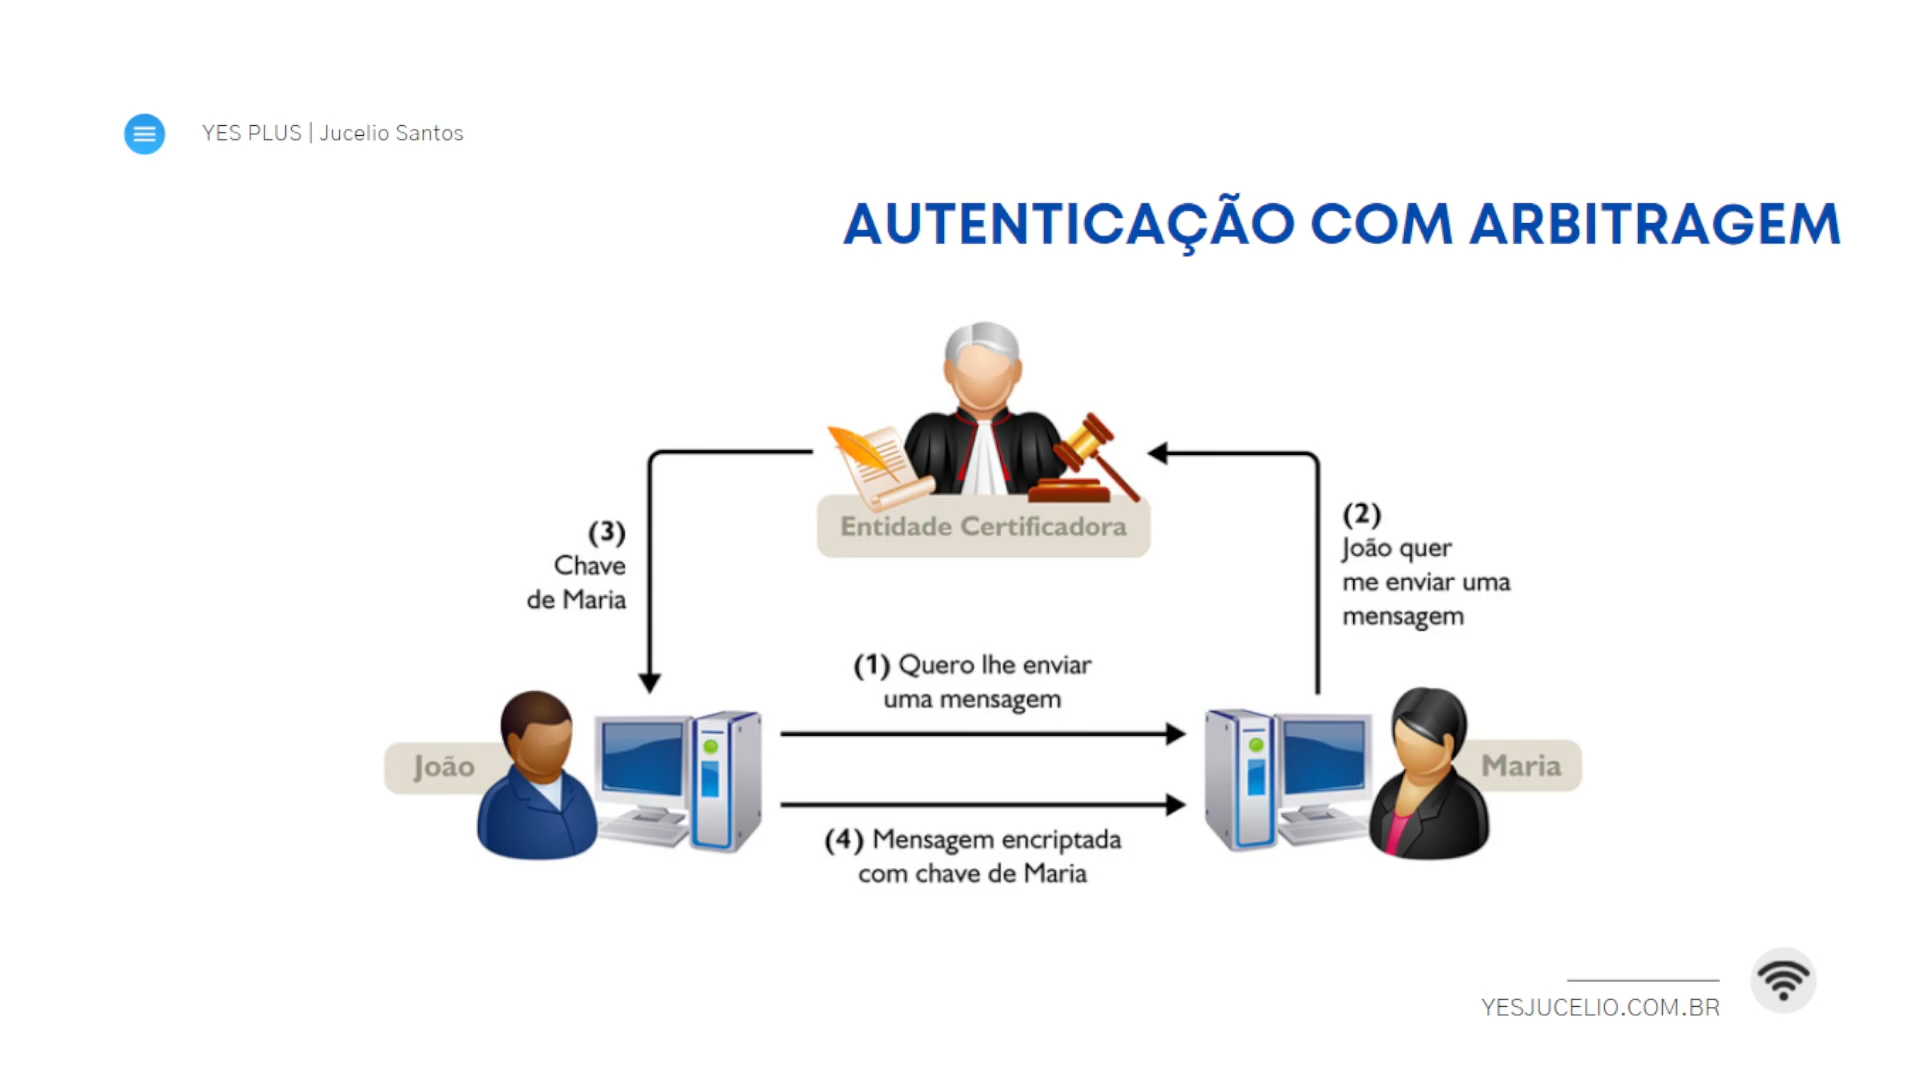 YES PLUS | Jucelio Santos
AUTENTICAÇÃO COM ARBITRAGEM
Entidade Certificadora
(3)
Chave
de Maria
(2)
João quer
me enviar uma
mensagem
(1) Quero lhe enviar
uma mensagem
João
Maria
(4) Mensagem encriptada
com chave de Maria
YESJUCELIO.COM.BR